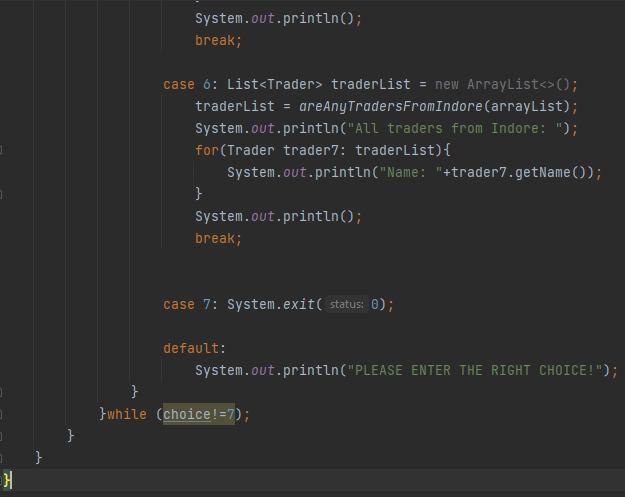 System.out.println();
break;
case 6: List<Trader> traderList = new ArrayList<>();
traderList = areAnyTradersFromIndore(arrayList);
System.out.println("All traders from Indore: ");
for(Trader trader7: traderList){
System.out.println("Name: "+trader7.getName());
}
System.out.println();
break;
case 7: System.exit( status: 0);
default:
System.out.println("PLEASE ENTER THE RIGHT CHOICE!");
}
}while (choice!=7);
}
}
}